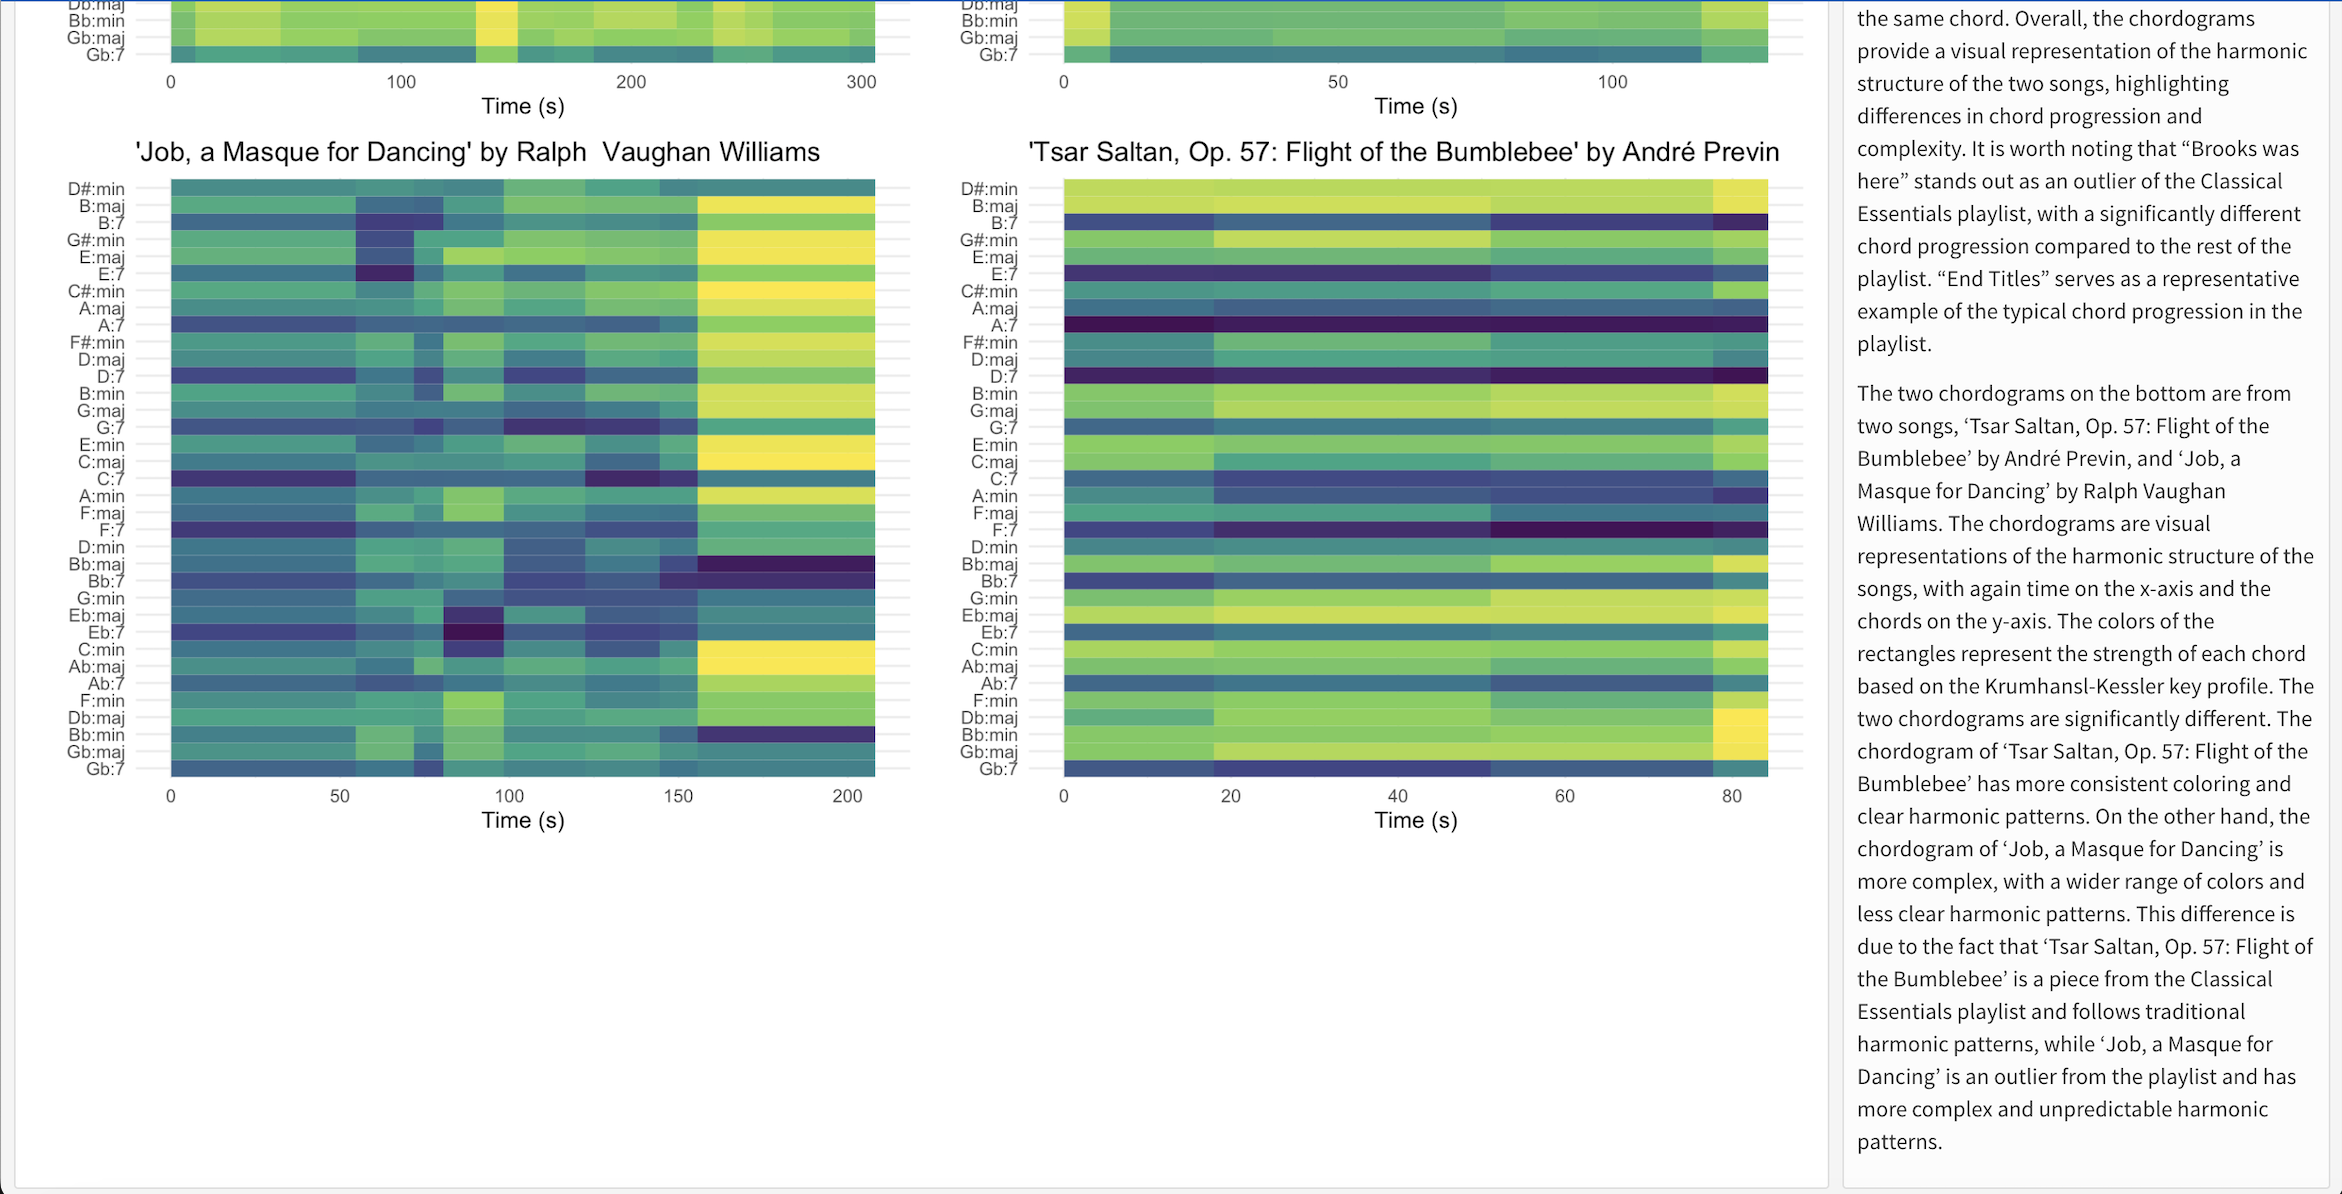 Db:maj
Bb:min
Gb:maj
Gb:7
0 100 200 300
Time (s)
Db:maj
Bb:min
Gb:maj
Gb:7
0 50 100
Time (s)
'Job, a Masque for Dancing' by Ralph  Vaughan Williams
D#:min
B:maj
B:7
G#:min
E:maj
E:7
C#:min
A:maj
A:7
F#:min
D:maj
D:7
B:min
G:maj
G:7
E:min
C:maj
C:7
A:min
F:maj
F:7
D:min
Bb:maj
Bb:7
G:min
Eb:maj
Eb:7
C:min
Ab:maj
Ab:7
F:min
Db:maj
Bb:min
Gb:maj
Gb:7
0 50 100 150 200
Time (s)
'Tsar Saltan, Op. 57: Flight of the Bumblebee' by André Previn
D#:min
B:maj
B:7
G#:min
E:maj
E:7
C#:min
A:maj
A:7
F#:min
D:maj
D:7
B:min
G:maj
G:7
E:min
C:maj
C:7
A:min
F:maj
F:7
D:min
Bb:maj
Bb:7
G:min
Eb:maj
Eb:7
C:min
Ab:maj
Ab:7
F:min
Db:maj
Bb:min
Gb:maj
Gb:7
0 20 40 60 80
Time (s)
the same chord. Overall, the chordograms
provide a visual representation of the harmonic
structure of the two songs, highlighting
differences in chord progression and
complexity. It is worth noting that “Brooks was
here” stands out as an outlier of the Classical
Essentials playlist, with a significantly different
chord progression compared to the rest of the
playlist. “End Titles” serves as a representative
example of the typical chord progression in the
playlist.
The two chordograms on the bottom are from
two songs, ‘Tsar Saltan, Op. 57: Flight of the
Bumblebee’ by André Previn, and ‘Job, a
Masque for Dancing’ by Ralph Vaughan
Williams. The chordograms are visual
representations of the harmonic structure of the
songs, with again time on the x-axis and the
chords on the y-axis. The colors of the
rectangles represent the strength of each chord
based on the Krumhansl-Kessler key profile. The
two chordograms are significantly different. The
chordogram of ‘Tsar Saltan, Op. 57: Flight of the
Bumblebee’ has more consistent coloring and
clear harmonic patterns. On the other hand, the
chordogram of ‘Job, a Masque for Dancing’ is
more complex, with a wider range of colors and
less clear harmonic patterns. This difference is
due to the fact that ‘Tsar Saltan, Op. 57: Flight of
the Bumblebee’ is a piece from the Classical
Essentials playlist and follows traditional
harmonic patterns, while ‘Job, a Masque for
Dancing’ is an outlier from the playlist and has
more complex and unpredictable harmonic
patterns.